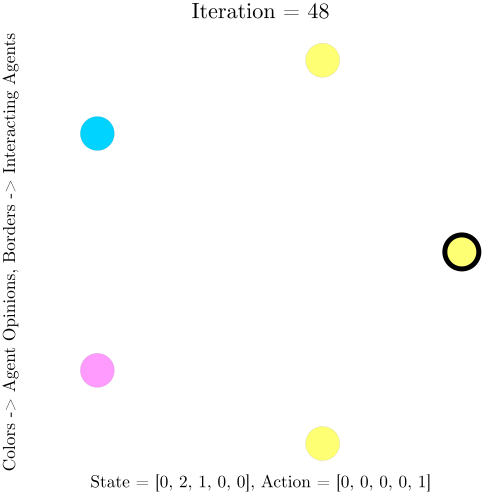 Iteration = 48
Colors -> Agent Opinions, Borders -> Interacting Agents
State = [0, 2, 1, 0, 0], Action = [0, 0, 0, 0, 1]